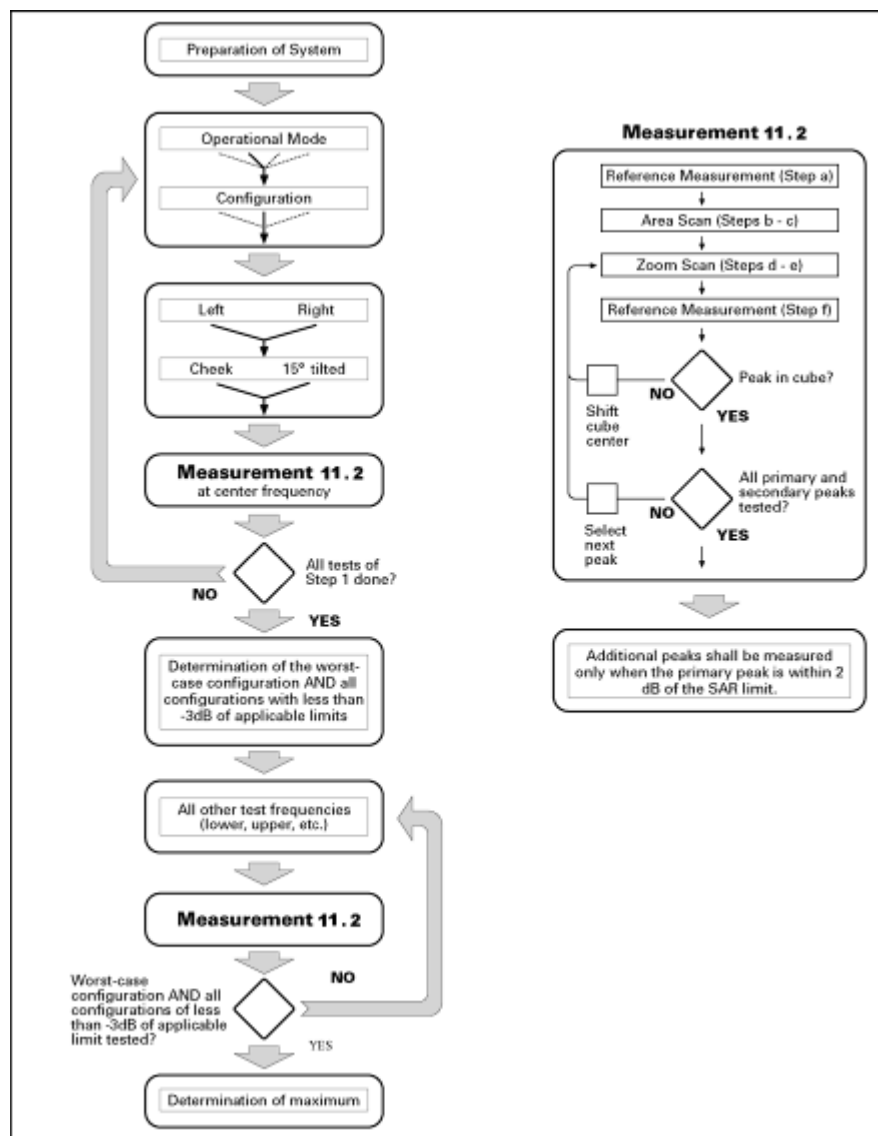 Preparation of System
Operational Mode
Configuration
Left Right
Cheek 15° tilted
Measurement 11.2
at center frequency
All tests of
Step 1 done?
NO
YES
Determination of the worst-
case configuration AND all
configurations with less than
-3dB of applicable limits
All other test frequencies
(lower, upper, etc.)
Measurement 11.2
NO
Worst-case
configuration AND all
configurations of less
than -3dB of applicable
limit tested?
YES
Determination of maximum
Measurement 11.2
Reference Measurement (Step a)
Area Scan (Steps b - c)
Zoom Scan (Steps d - e)
Reference Measurement (Step f)
Peak in cube?
NO
YES
Shift
cube
center
All primary and
secondary peaks
tested?
NO
YES
Select
next
peak
Additional peaks shall be measured
only when the primary peak is within 2
dB of the SAR limit.